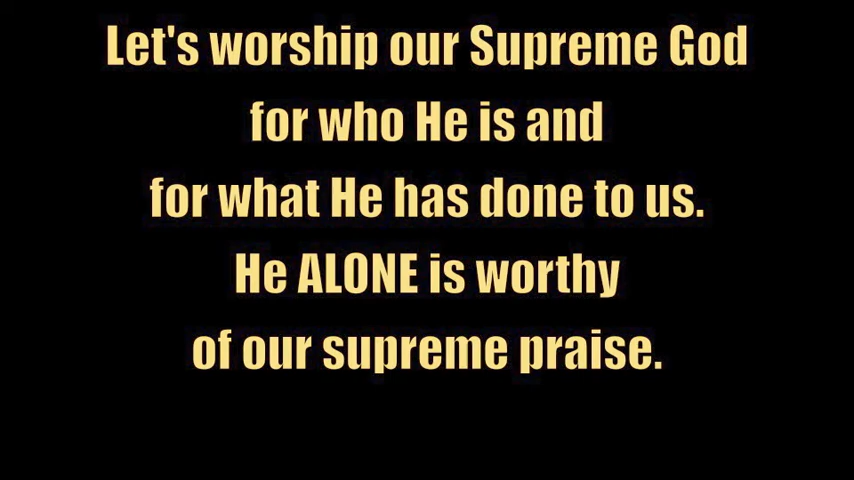 Let's worship our Supreme God
for who He is and
for what He has done to us.
He ALONE is worthy
of our supreme praise.